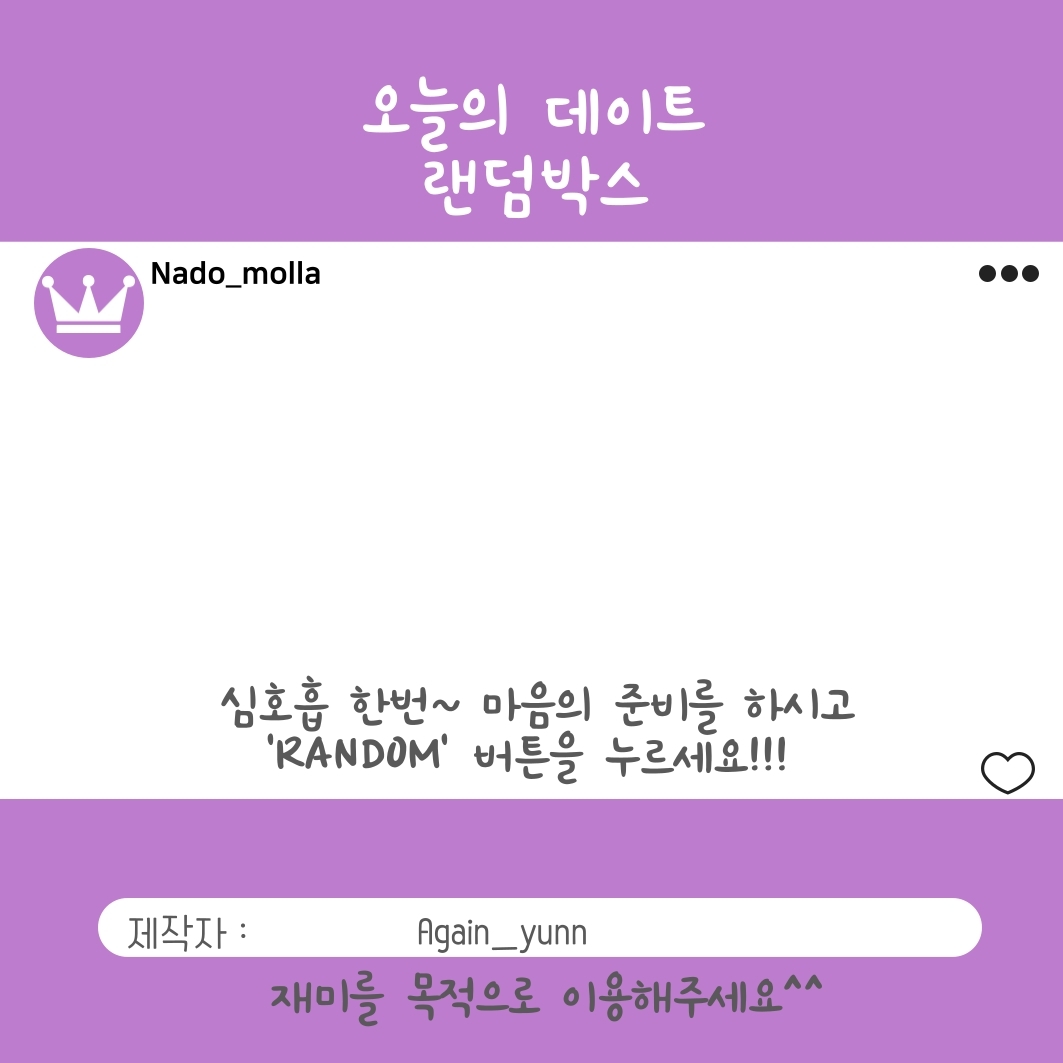 오늘의 데이트
랜덤박스
Nado_molla
심호흡 한번~ 마음의 준비를 하시고
'RANDOM' 버튼을 누르세요!!!
제작자 : Again_yunn
재미를 목적으로 이용해주세요^^